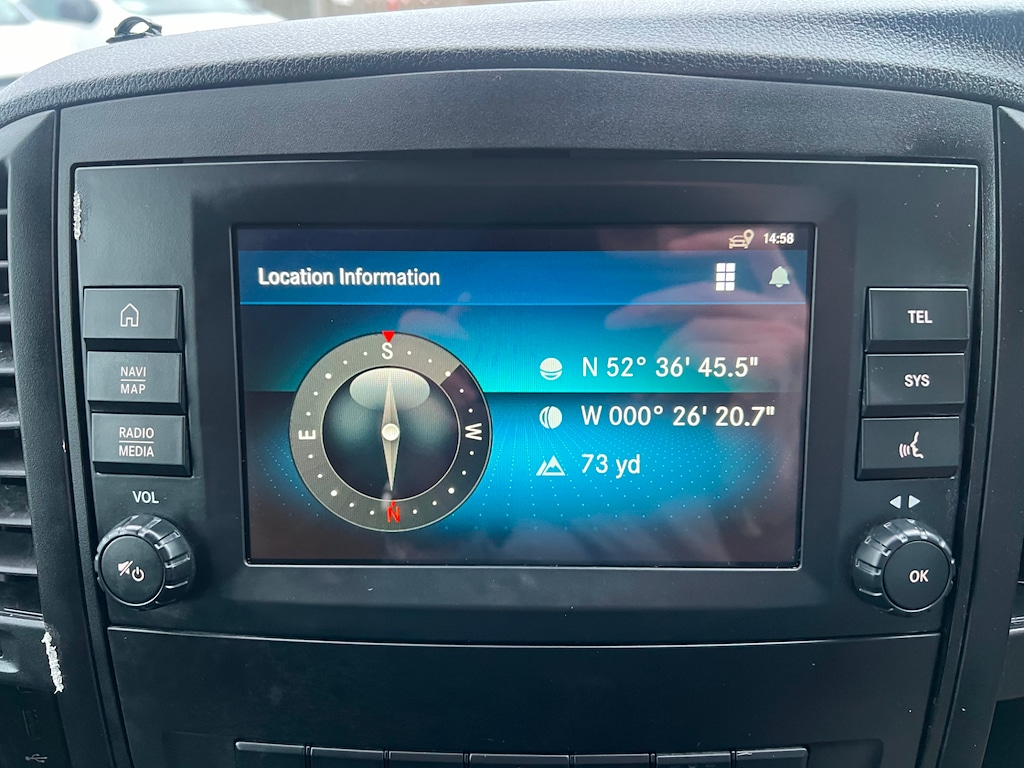 14:58
Location Information
S
E
W
N
N 52° 36' 45.5"
W 000° 26' 20.7"
73 yd
NAVI
MAP
RADIO
MEDIA
VOL
TEL
SYS
OK